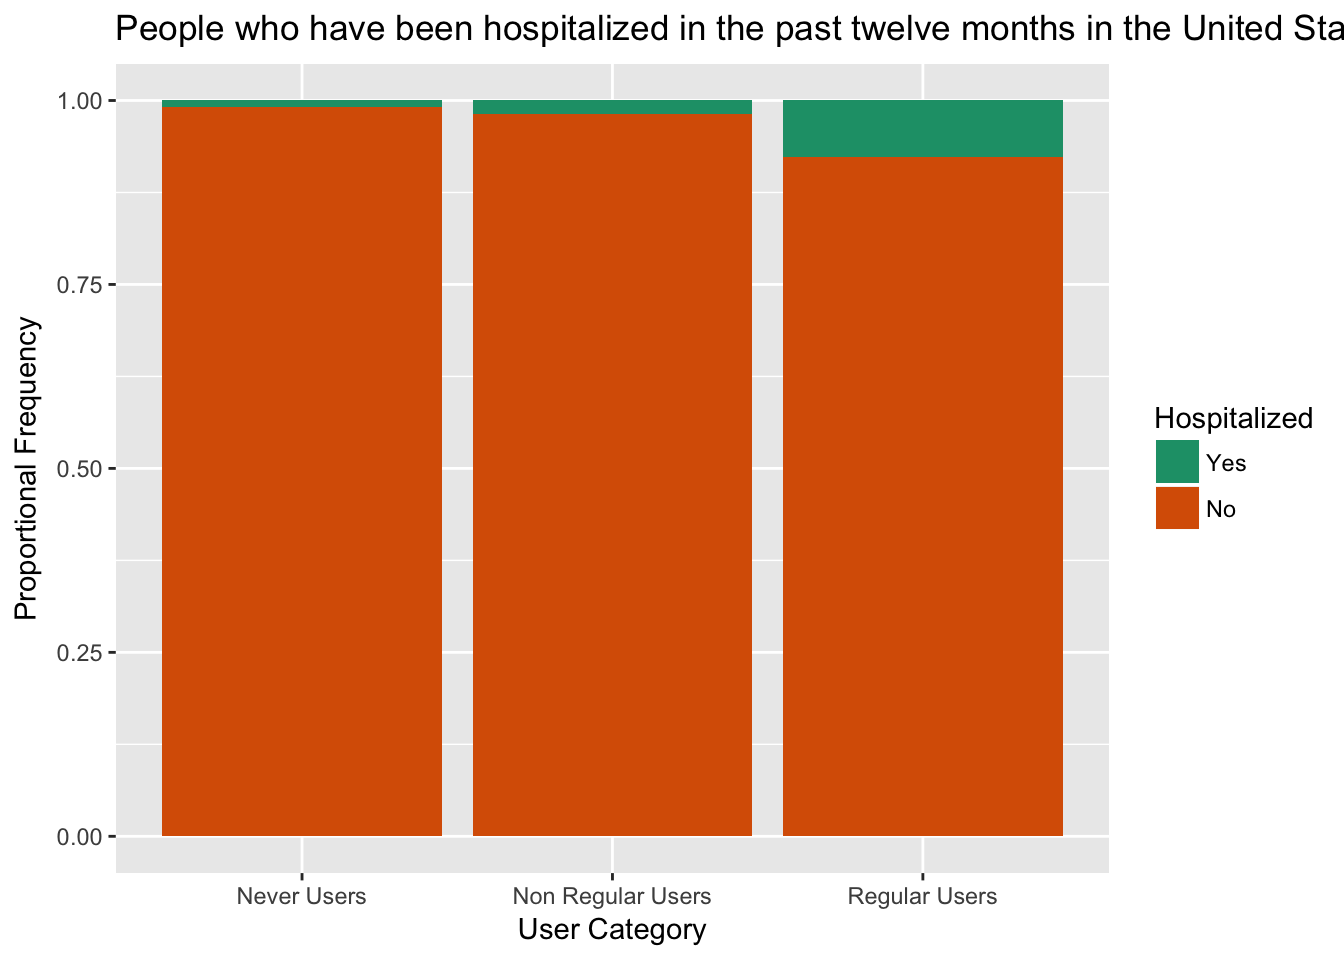 People who have been hospitalized in the past twelve months in the United Sta
1.00
0.75
0.50
0.25
0.00
Proportional Frequency
Never Users
Non Regular Users
Regular Users
User Category
Hospitalized
Yes
No